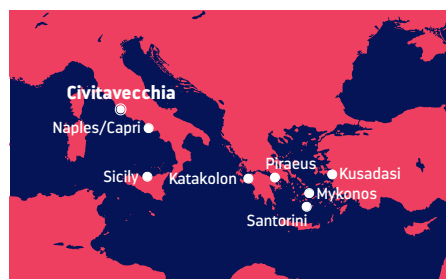 Civitavecchia
Naples/Capri
Sicily
Katakolon
Piraeus
Kusadasi
Mykonos
Santorini